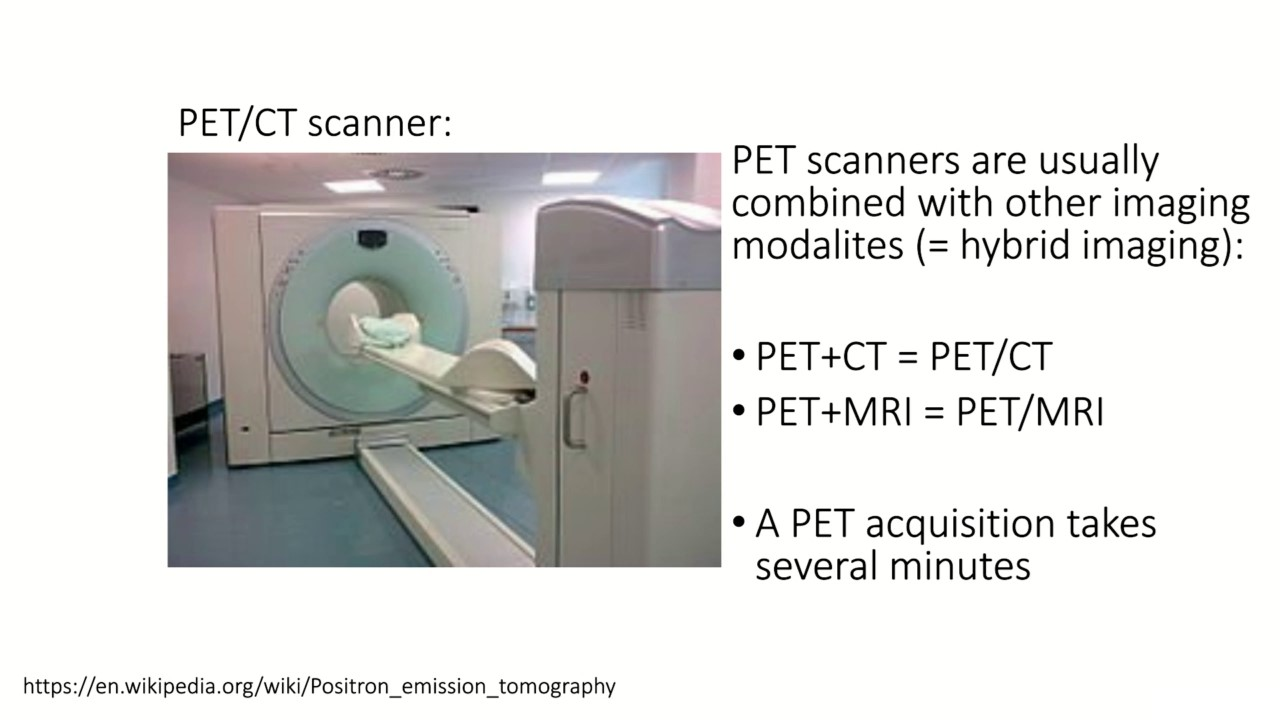 PET/CT scanner:
PET scanners are usually
combined with other imaging
modalites (= hybrid imaging):
• PET+CT = PET/CT
• PET+MRI = PET/MRI
• A PET acquisition takes
several minutes
https://en.wikipedia.org/wiki/Positron_emission_tomography